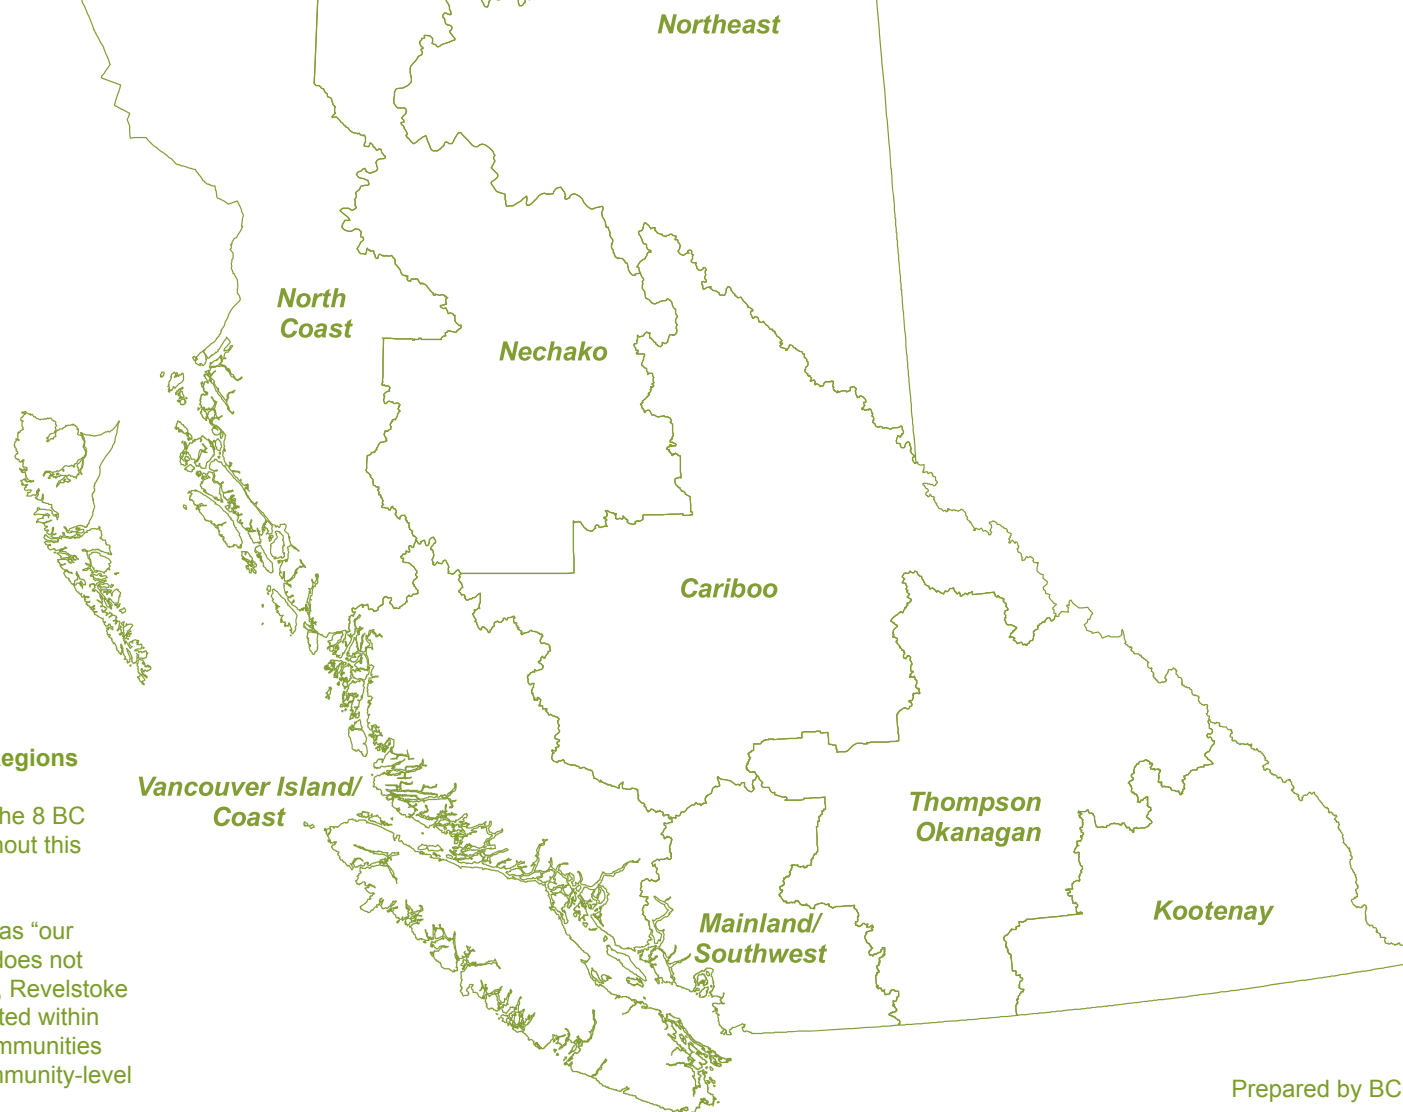 Northeast
North
Coast
Nechako
Cariboo
egions
Vancouver Island/
Coast
he 8 BC
hout this
Thompson
Okanagan
Kootenay
Mainland/
Southwest
as “our
does not
, Revelstoke
ted within
mmunities
mmunity-level
Prepared by BC